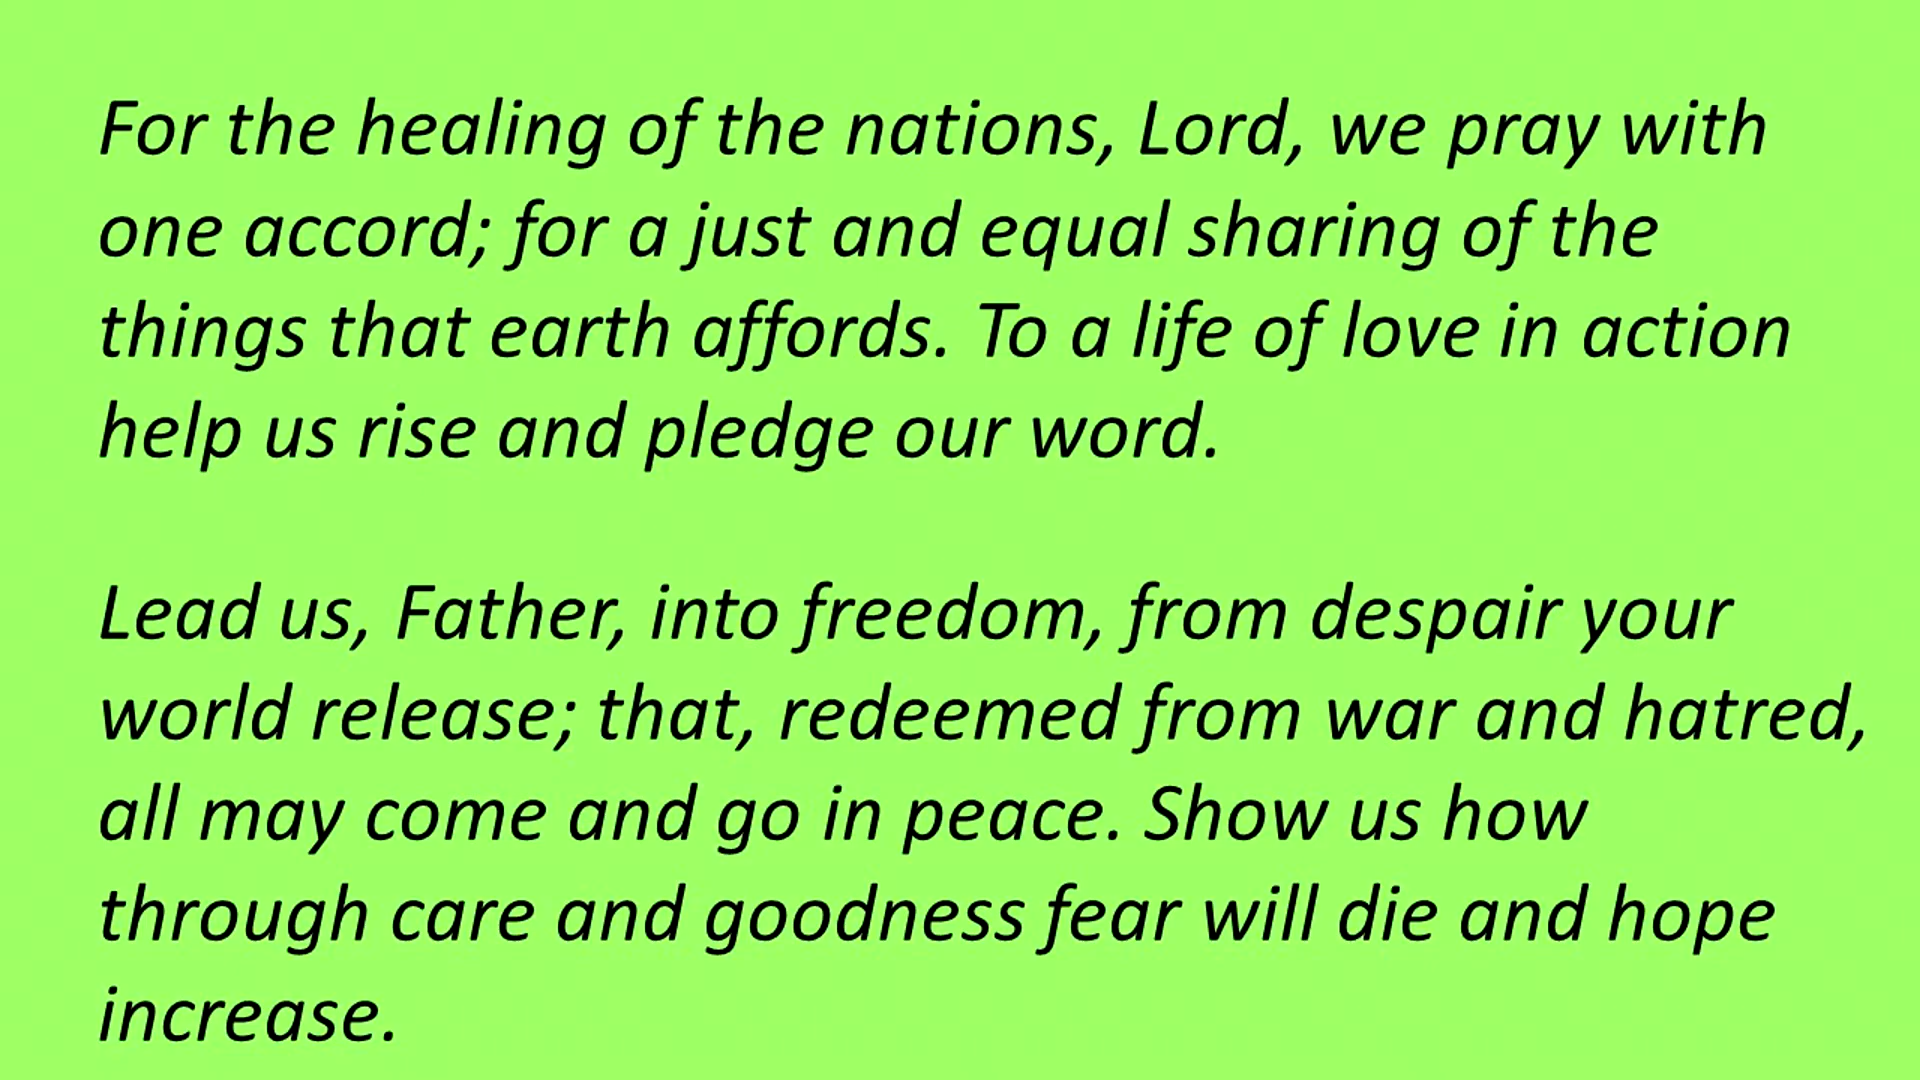 For the healing of the nations, Lord, we pray with
one accord; for a just and equal sharing of the
things that earth affords. To a life of love in action
help us rise and pledge our word.
Lead us, Father, into freedom, from despair your
world release; that, redeemed from war and hatred,
all may come and go in peace. Show us how
through care and goodness fear will die and hope
increase.